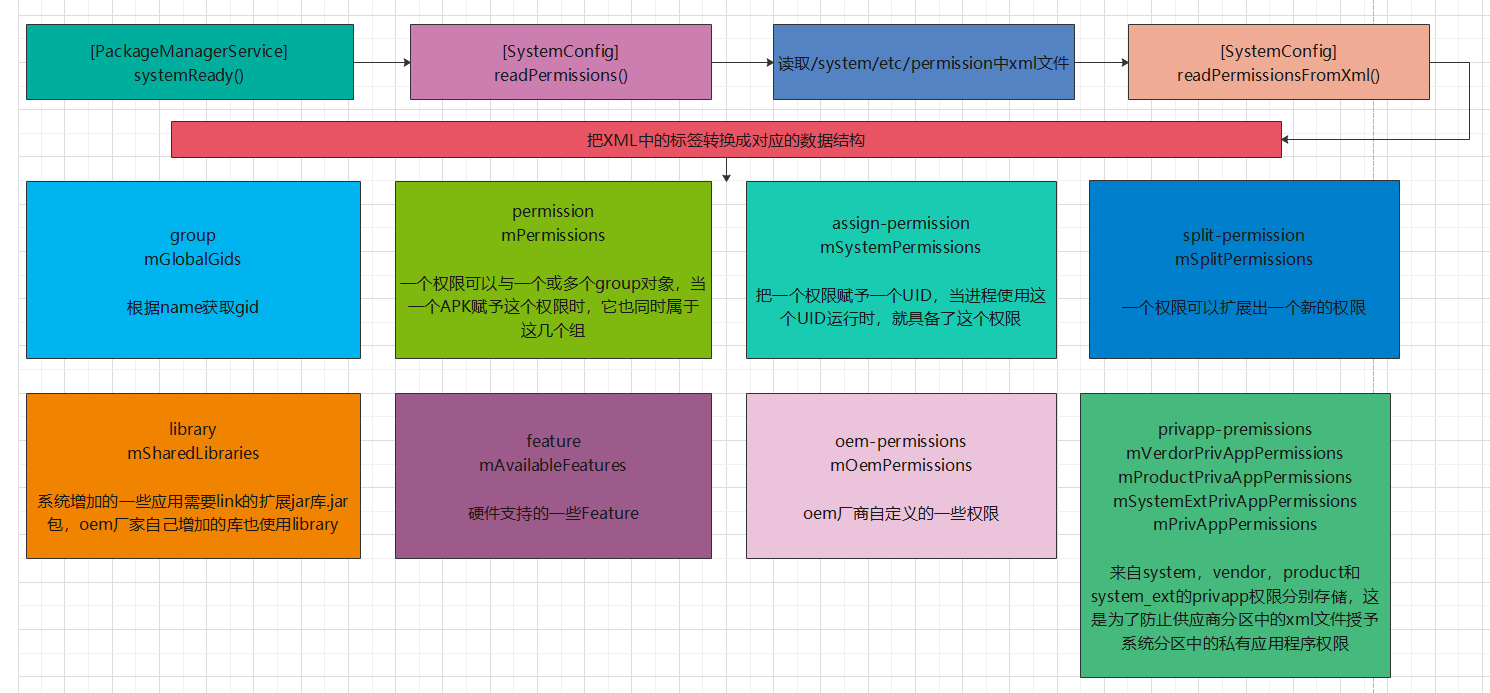 [PackageManagerService]
systemReady()
[SystemConfig]
readPermissions()
读取/system/etc/permission中xml文件
[SystemConfig]
readPermissionsFromXml()
把XML中的标签转换成对应的数据结构
group
mGlobalGids
根据name获取gid
permission
mPermissions
一个权限可以与一个或多个group对象，当
一个APK赋予这个权限时，它也同时属于
这几个组
assign-permission
mSystemPermissions
把一个权限赋予一个UID，当进程使用这
个UID运行时，就具备了这个权限
split-permission
mSplitPermissions
一个权限可以扩展出一个新的权限
library
mSharedLibraries
系统增加的一些应用需要link的扩展jar库.jar
包，oem厂家自己增加的库也使用library
feature
mAvailableFeatures
硬件支持的一些Feature
oem-permissions
mOemPermissions
oem厂商自定义的一些权限
privapp-premissions
mVerdorPrivAppPermissions
mProductPrivaAppPermissions
mSystemExtPrivAppPermissions
mPrivAppPermissions
来自system，vendor，product和
system_ext的privapp权限分别存储，这
是为了防止供应商分区中的xml文件授予
系统分区中的私有应用程序权限